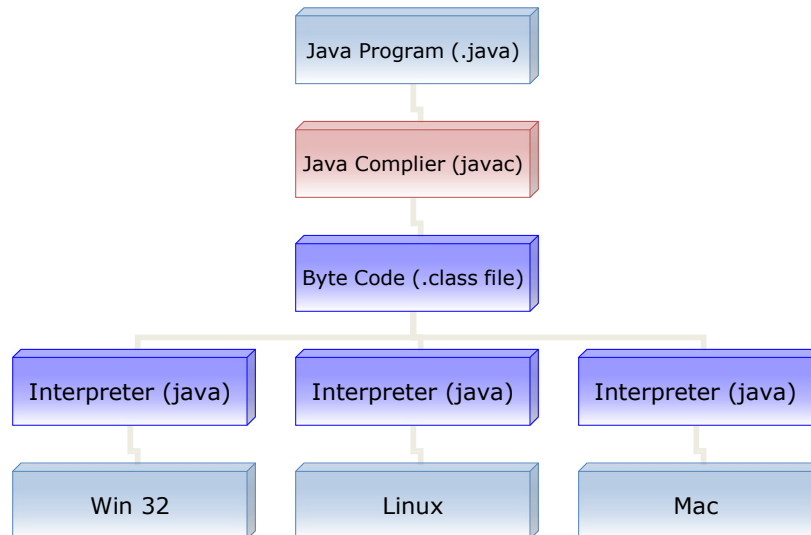 Java Program (.java)
Java Complier (javac)
Byte Code (.class file)
Interpreter (java)
Interpreter (java)
Interpreter (java)
Win 32
Linux
Mac